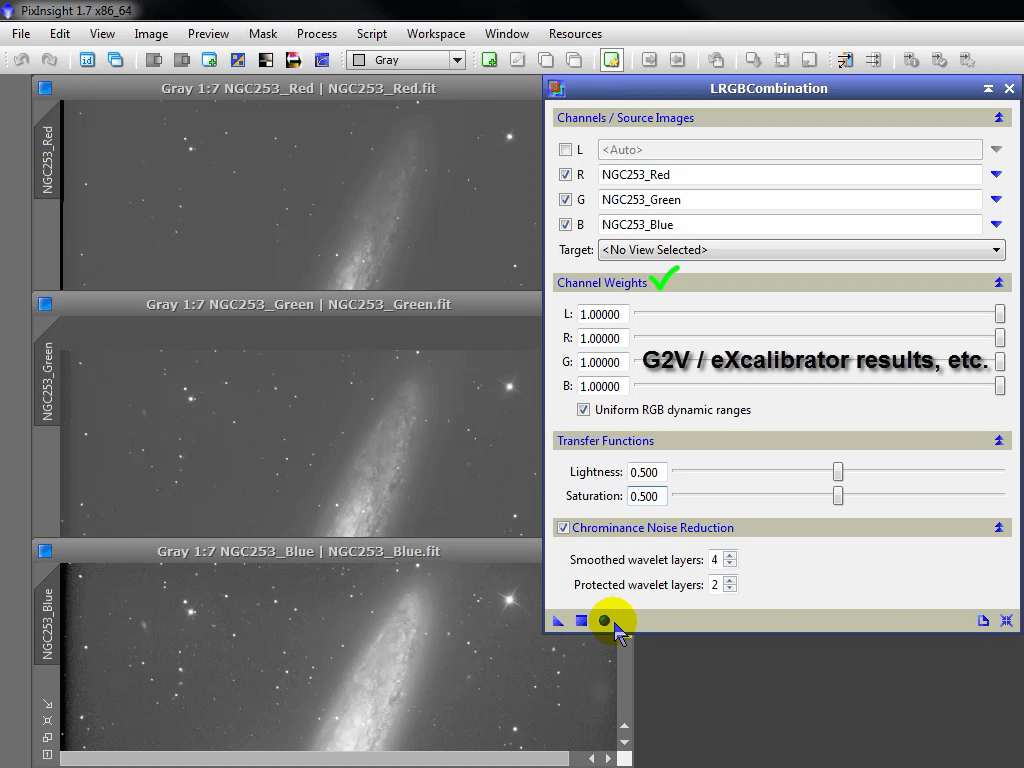 PixInsight 1.7 x86_64
File Edit View Image Preview Mask Process Script Workspace Window Resources
id
Gray
Gray 1:7 NGC253_Red | NGC253_Red.fit
NGC253_Red
Gray 1:7 NGC253_Green | NGC253_Green.fit
NGC253_Green
Gray 1:7 NGC253_Blue | NGC253_Blue.fit
NGC253_Blue
LRGBCombination
Channels / Source Images
L <Auto>
R NGC253_Red
G NGC253_Green
B NGC253_Blue
Target: <No View Selected>
Channel Weights
L: 1.00000
R: 1.00000
G: 1.00000
G2V / eXcalibrator results, etc.
B: 1.00000
Uniform RGB dynamic ranges
Transfer Functions
Lightness: 0.500
Saturation: 0.500
Chrominance Noise Reduction
Smoothed wavelet layers: 4
Protected wavelet layers: 2